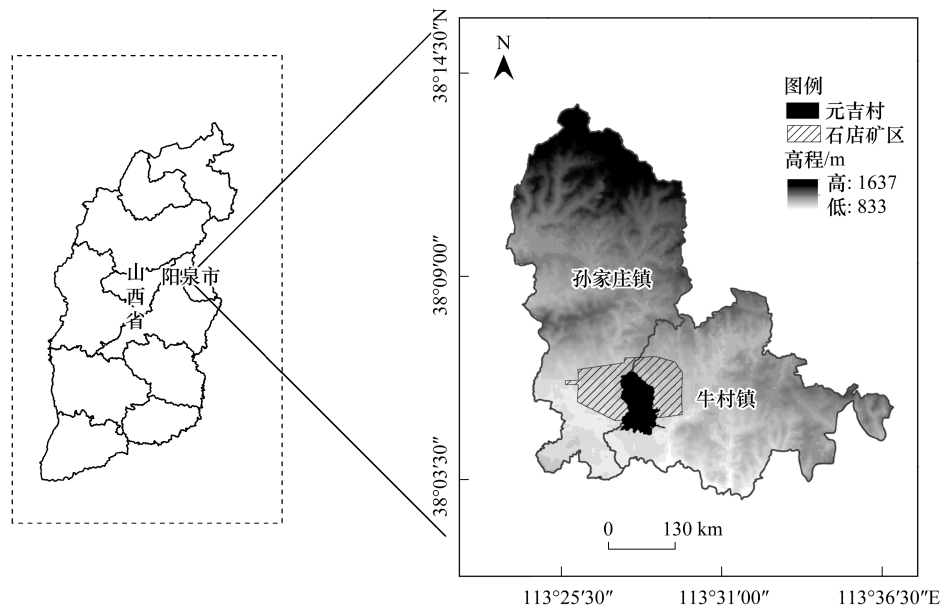 山西省
阳泉市
N
图例
元吉村
石店矿区
高程/m
高: 1637
低: 833
孙家庄镇
牛村镇
0 130 km
38°14′30″N
38°09′00″
38°03′30″
113°25′30″ 113°31′00″ 113°36′30″E